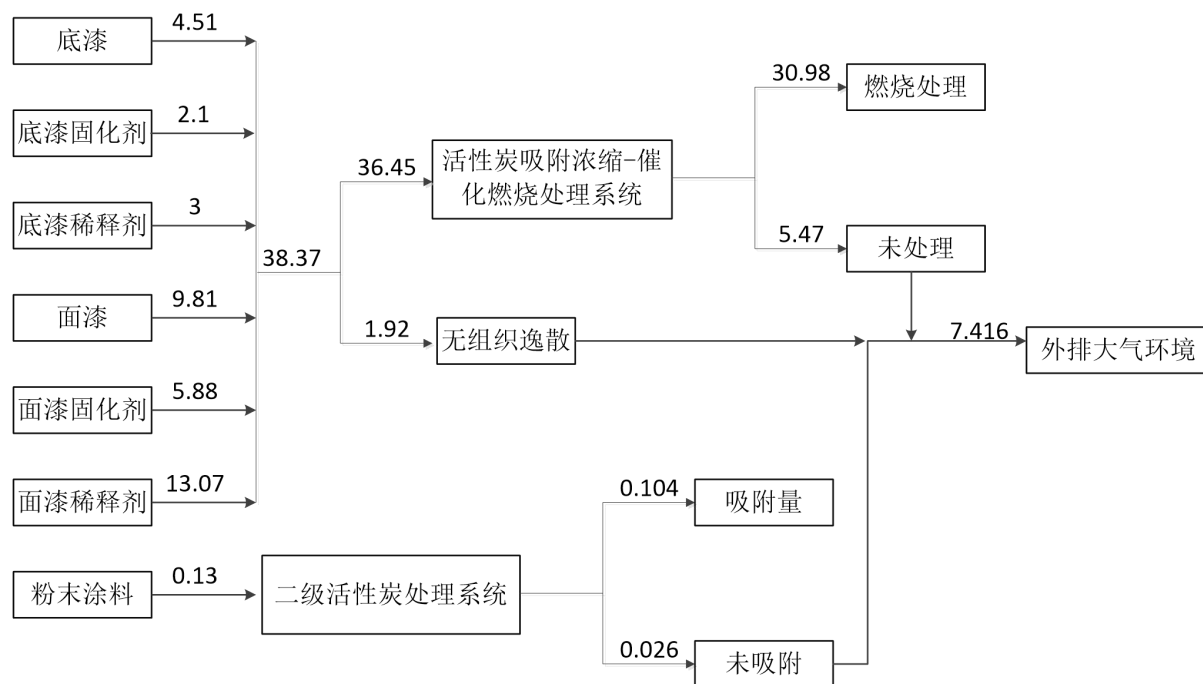 底漆
4.51
底漆固化剂
2.1
底漆稀释剂
3
面漆
9.81
面漆固化剂
5.88
面漆稀释剂
13.07
粉末涂料
0.13
38.37
36.45
活性炭吸附浓缩-催
化燃烧处理系统
30.98
燃烧处理
5.47
未处理
1.92
无组织逸散
7.416
外排大气环境
二级活性炭处理系统
0.104
吸附量
0.026
未吸附